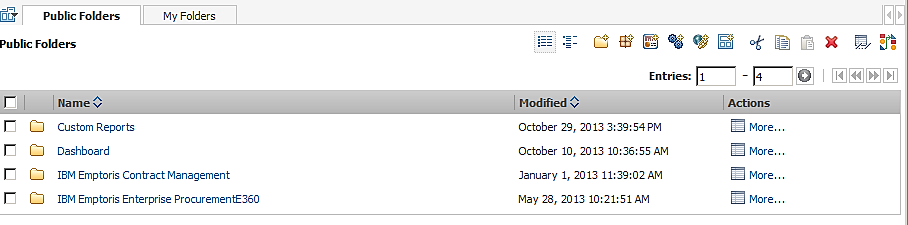 Public Folders My Folders
Public Folders
Entries: 1 - 4
Name Modified Actions
Custom Reports October 29, 2013 3:39:54 PM More...
Dashboard October 10, 2013 10:36:55 AM More...
IBM Emptoris Contract Management January 1, 2013 11:39:02 AM More...
IBM Emptoris Enterprise ProcurementE360 May 28, 2013 10:21:51 AM More...